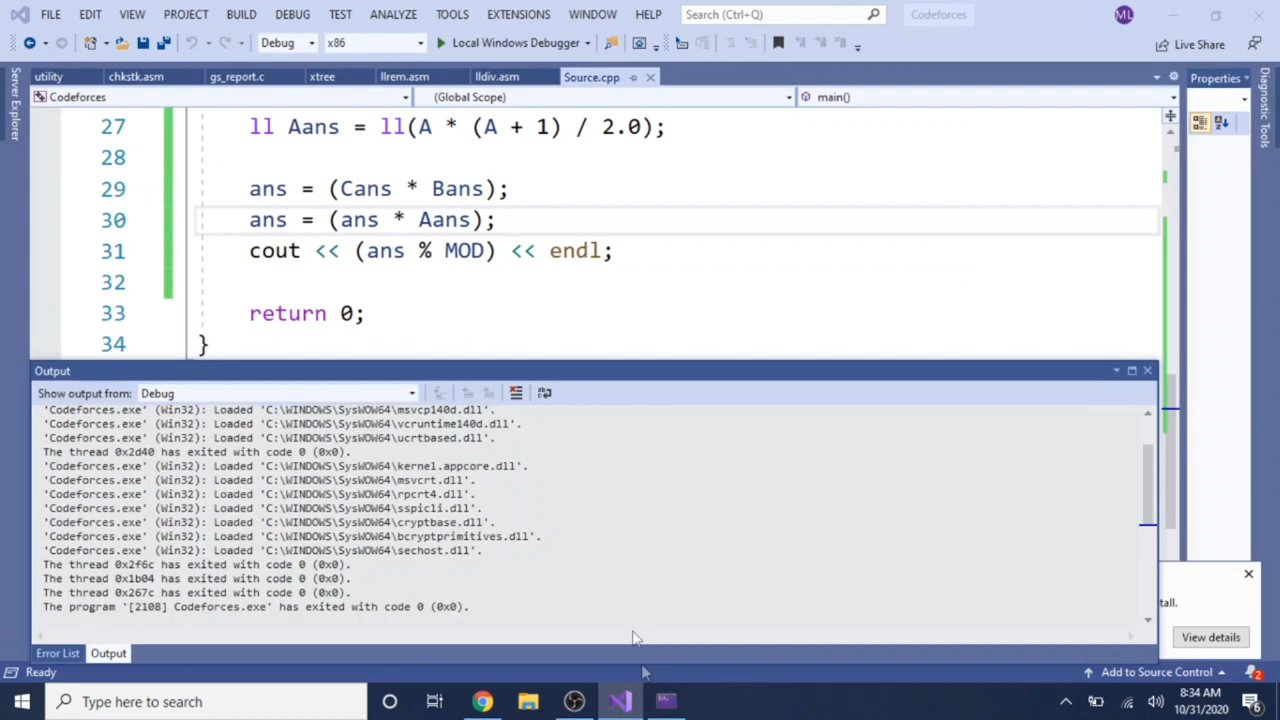 FILE EDIT VIEW PROJECT BUILD DEBUG TEST ANALYZE TOOLS EXTENSIONS WINDOW HELP Search (Ctrl+Q) Codeforces ML
Debug x86 Local Windows Debugger Live Share
utility chkstk.asm gs_report.c xtree llrem.asm lldiv.asm Source.cpp Properties
Server Explorer
Diagnostic Tools
Codeforces (Global Scope) main()
27 ll Aans = ll(A * (A + 1) / 2.0);
28
29 ans = (Cans * Bans);
30 ans = (ans * Aans);
31 cout << (ans % MOD) << endl;
32
33 return 0;
34 }
Output
Show output from: Debug
'Codeforces.exe' (Win32): Loaded 'C:\WINDOWS\SysWOW64\msvcp140d.dll'.
'Codeforces.exe' (Win32): Loaded 'C:\WINDOWS\SysWOW64\vcruntime140d.dll'.
'Codeforces.exe' (Win32): Loaded 'C:\WINDOWS\SysWOW64\ucrtbased.dll'.
The thread 0x2d40 has exited with code 0 (0x0).
'Codeforces.exe' (Win32): Loaded 'C:\WINDOWS\SysWOW64\kernel.appcore.dll'.
'Codeforces.exe' (Win32): Loaded 'C:\WINDOWS\SysWOW64\msvcrt.dll'.
'Codeforces.exe' (Win32): Loaded 'C:\WINDOWS\SysWOW64\rpcrt4.dll'.
'Codeforces.exe' (Win32): Loaded 'C:\WINDOWS\SysWOW64\sspicli.dll'.
'Codeforces.exe' (Win32): Loaded 'C:\WINDOWS\SysWOW64\cryptbase.dll'.
'Codeforces.exe' (Win32): Loaded 'C:\WINDOWS\SysWOW64\bcryptprimitives.dll'.
'Codeforces.exe' (Win32): Loaded 'C:\WINDOWS\SysWOW64\sechost.dll'.
The thread 0x2f6c has exited with code 0 (0x0).
The thread 0x1b04 has exited with code 0 (0x0).
The thread 0x267c has exited with code 0 (0x0).
The program '[2108] Codeforces.exe' has exited with code 0 (0x0).
tall.
View details
Error List Output
Ready Add to Source Control 2
Type here to search
8:34 AM
10/31/2020
6